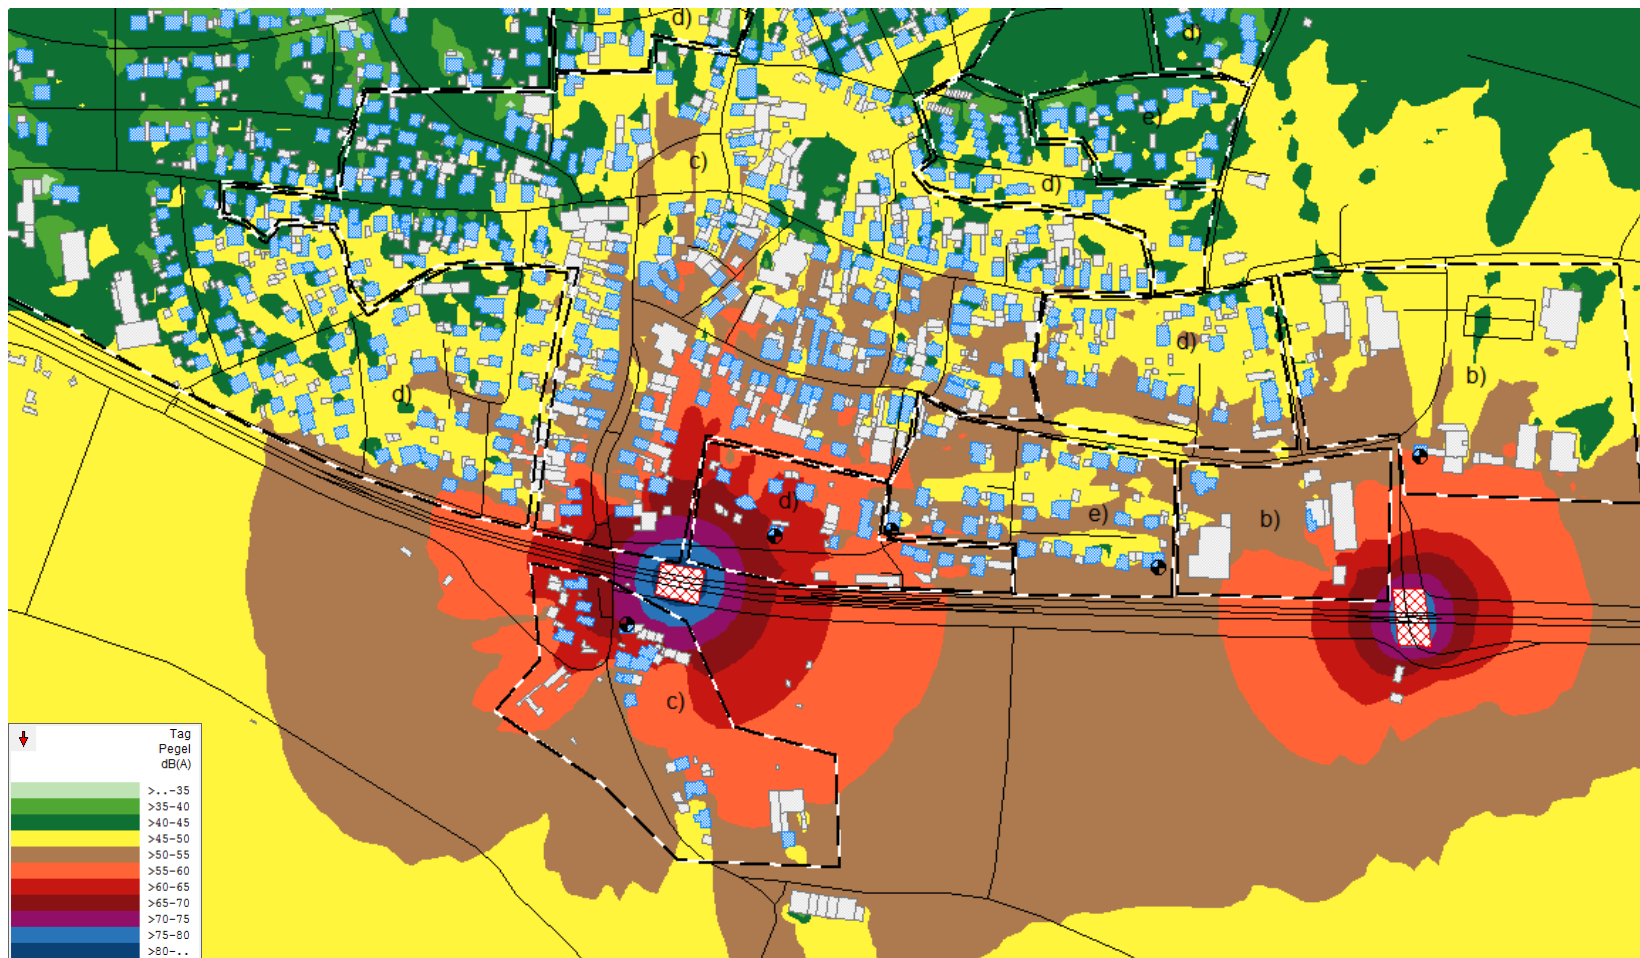 d)
d)
e)
c)
d)
d)
b)
d)
d)
e)
b)
c)
Tag
Pegel
dB(A)
>..-35
>35-40
>40-45
>45-50
>50-55
>55-60
>60-65
>65-70
>70-75
>75-80
>80-..